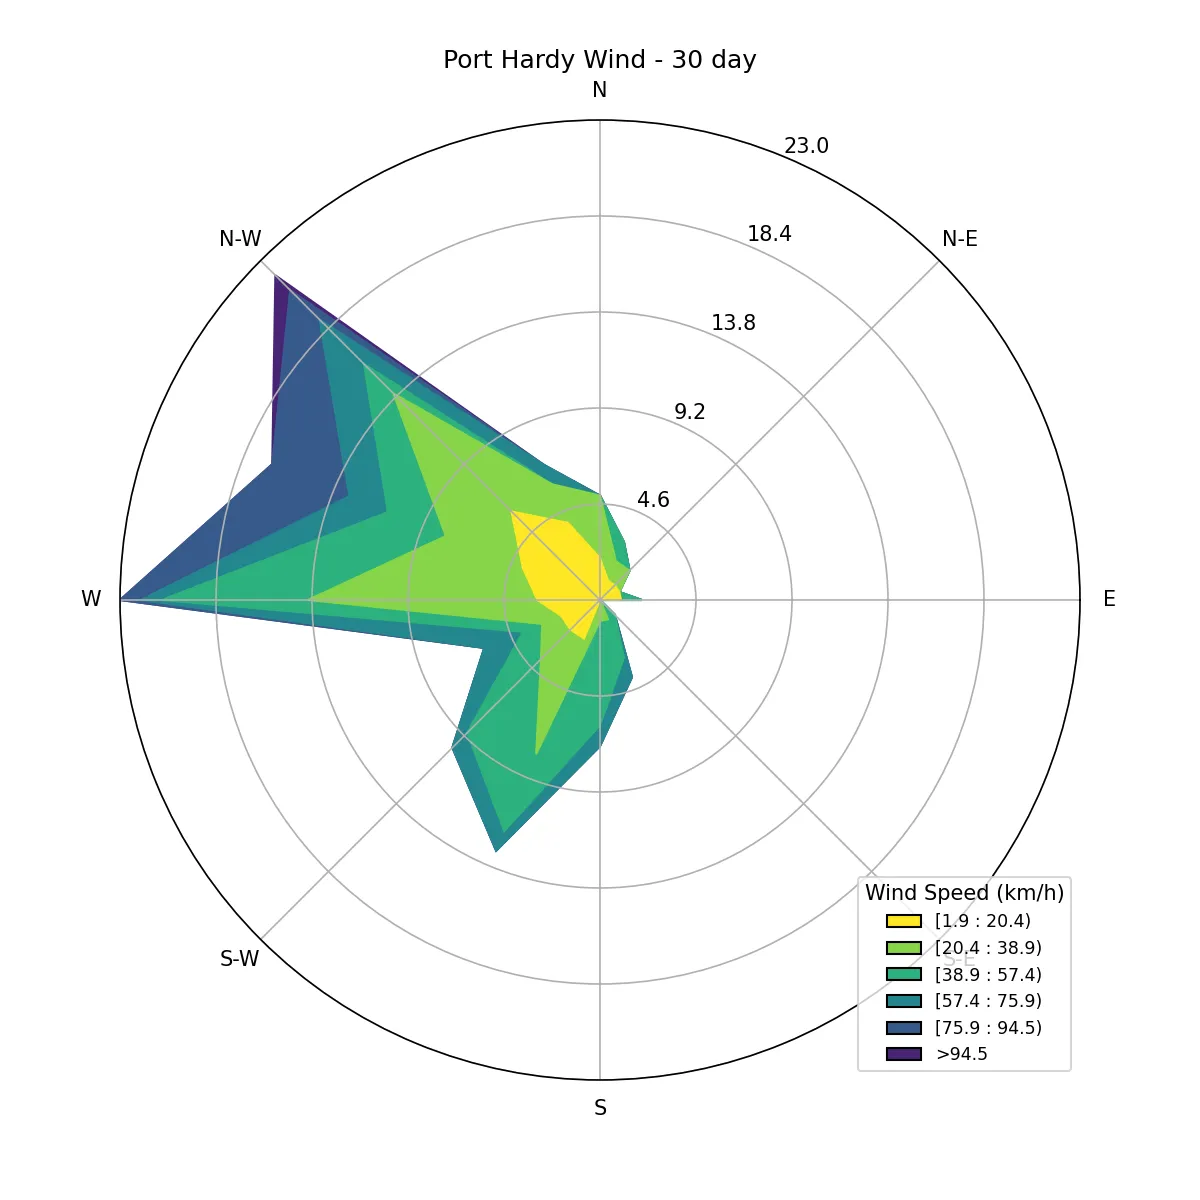 Port Hardy Wind - 30 day
N
23.0
18.4
N-W
N-E
13.8
9.2
4.6
W
E
S-W
S-E
Wind Speed (km/h)
[1.9 : 20.4)
[20.4 : 38.9)
[38.9 : 57.4)
[57.4 : 75.9)
[75.9 : 94.5)
>94.5
S